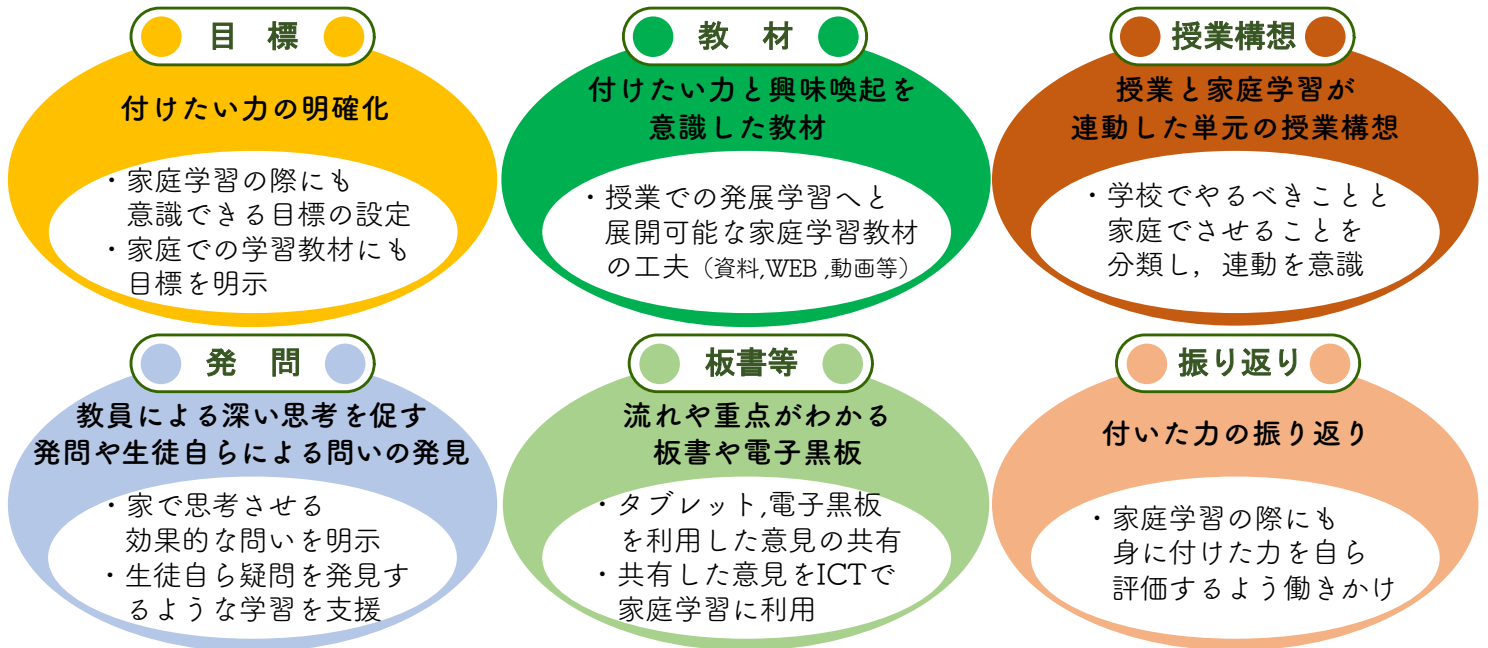 目 標
付けたい力の明確化
・家庭学習の際にも
意識できる目標の設定
・家庭での学習教材にも
目標を明示
教 材
付けたい力と興味喚起を
意識した教材
・授業での発展学習へと
展開可能な家庭学習教材
の工夫（資料,WEB ,動画等）
授業構想
授業と家庭学習が
連動した単元の授業構想
・学校でやるべきことと
家庭でさせることを
分類し，連動を意識
発 問
教員による深い思考を促す
発問や生徒自らによる問いの発見
・家で思考させる
効果的な問いを明示
・生徒自ら疑問を発見す
るような学習を支援
板書等
流れや重点がわかる
板書や電子黒板
・タブレット,電子黒板
を利用した意見の共有
・共有した意見をICTで
家庭学習に利用
振り返り
付いた力の振り返り
・家庭学習の際にも
身に付けた力を自ら
評価するよう働きかけ